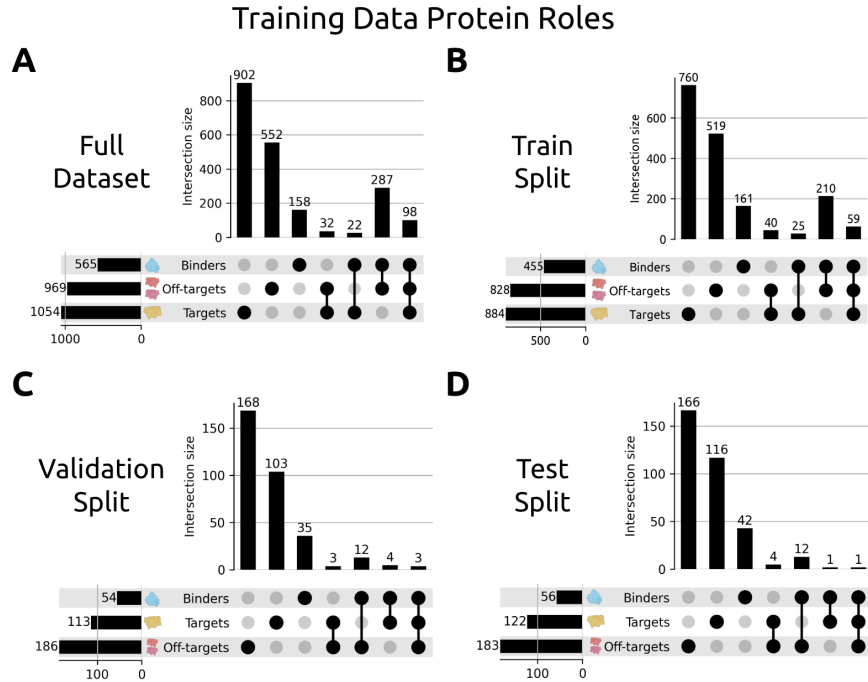 Training Data Protein Roles
A
Full
Dataset
Intersection size
800
600
400
200
0
902
552
158
32
22
287
98
565
969
1054
Binders
Off-targets
Targets
1000
0
B
Train
Split
Intersection size
600
400
200
0
760
519
161
40
25
210
59
455
828
884
Binders
Off-targets
Targets
500
0
C
Validation
Split
Intersection size
150
100
50
0
168
103
35
3
12
4
3
54
113
186
Binders
Targets
Off-targets
100
0
D
Test
Split
Intersection size
150
100
50
0
166
116
42
4
12
1
1
56
122
183
Binders
Targets
Off-targets
100
0